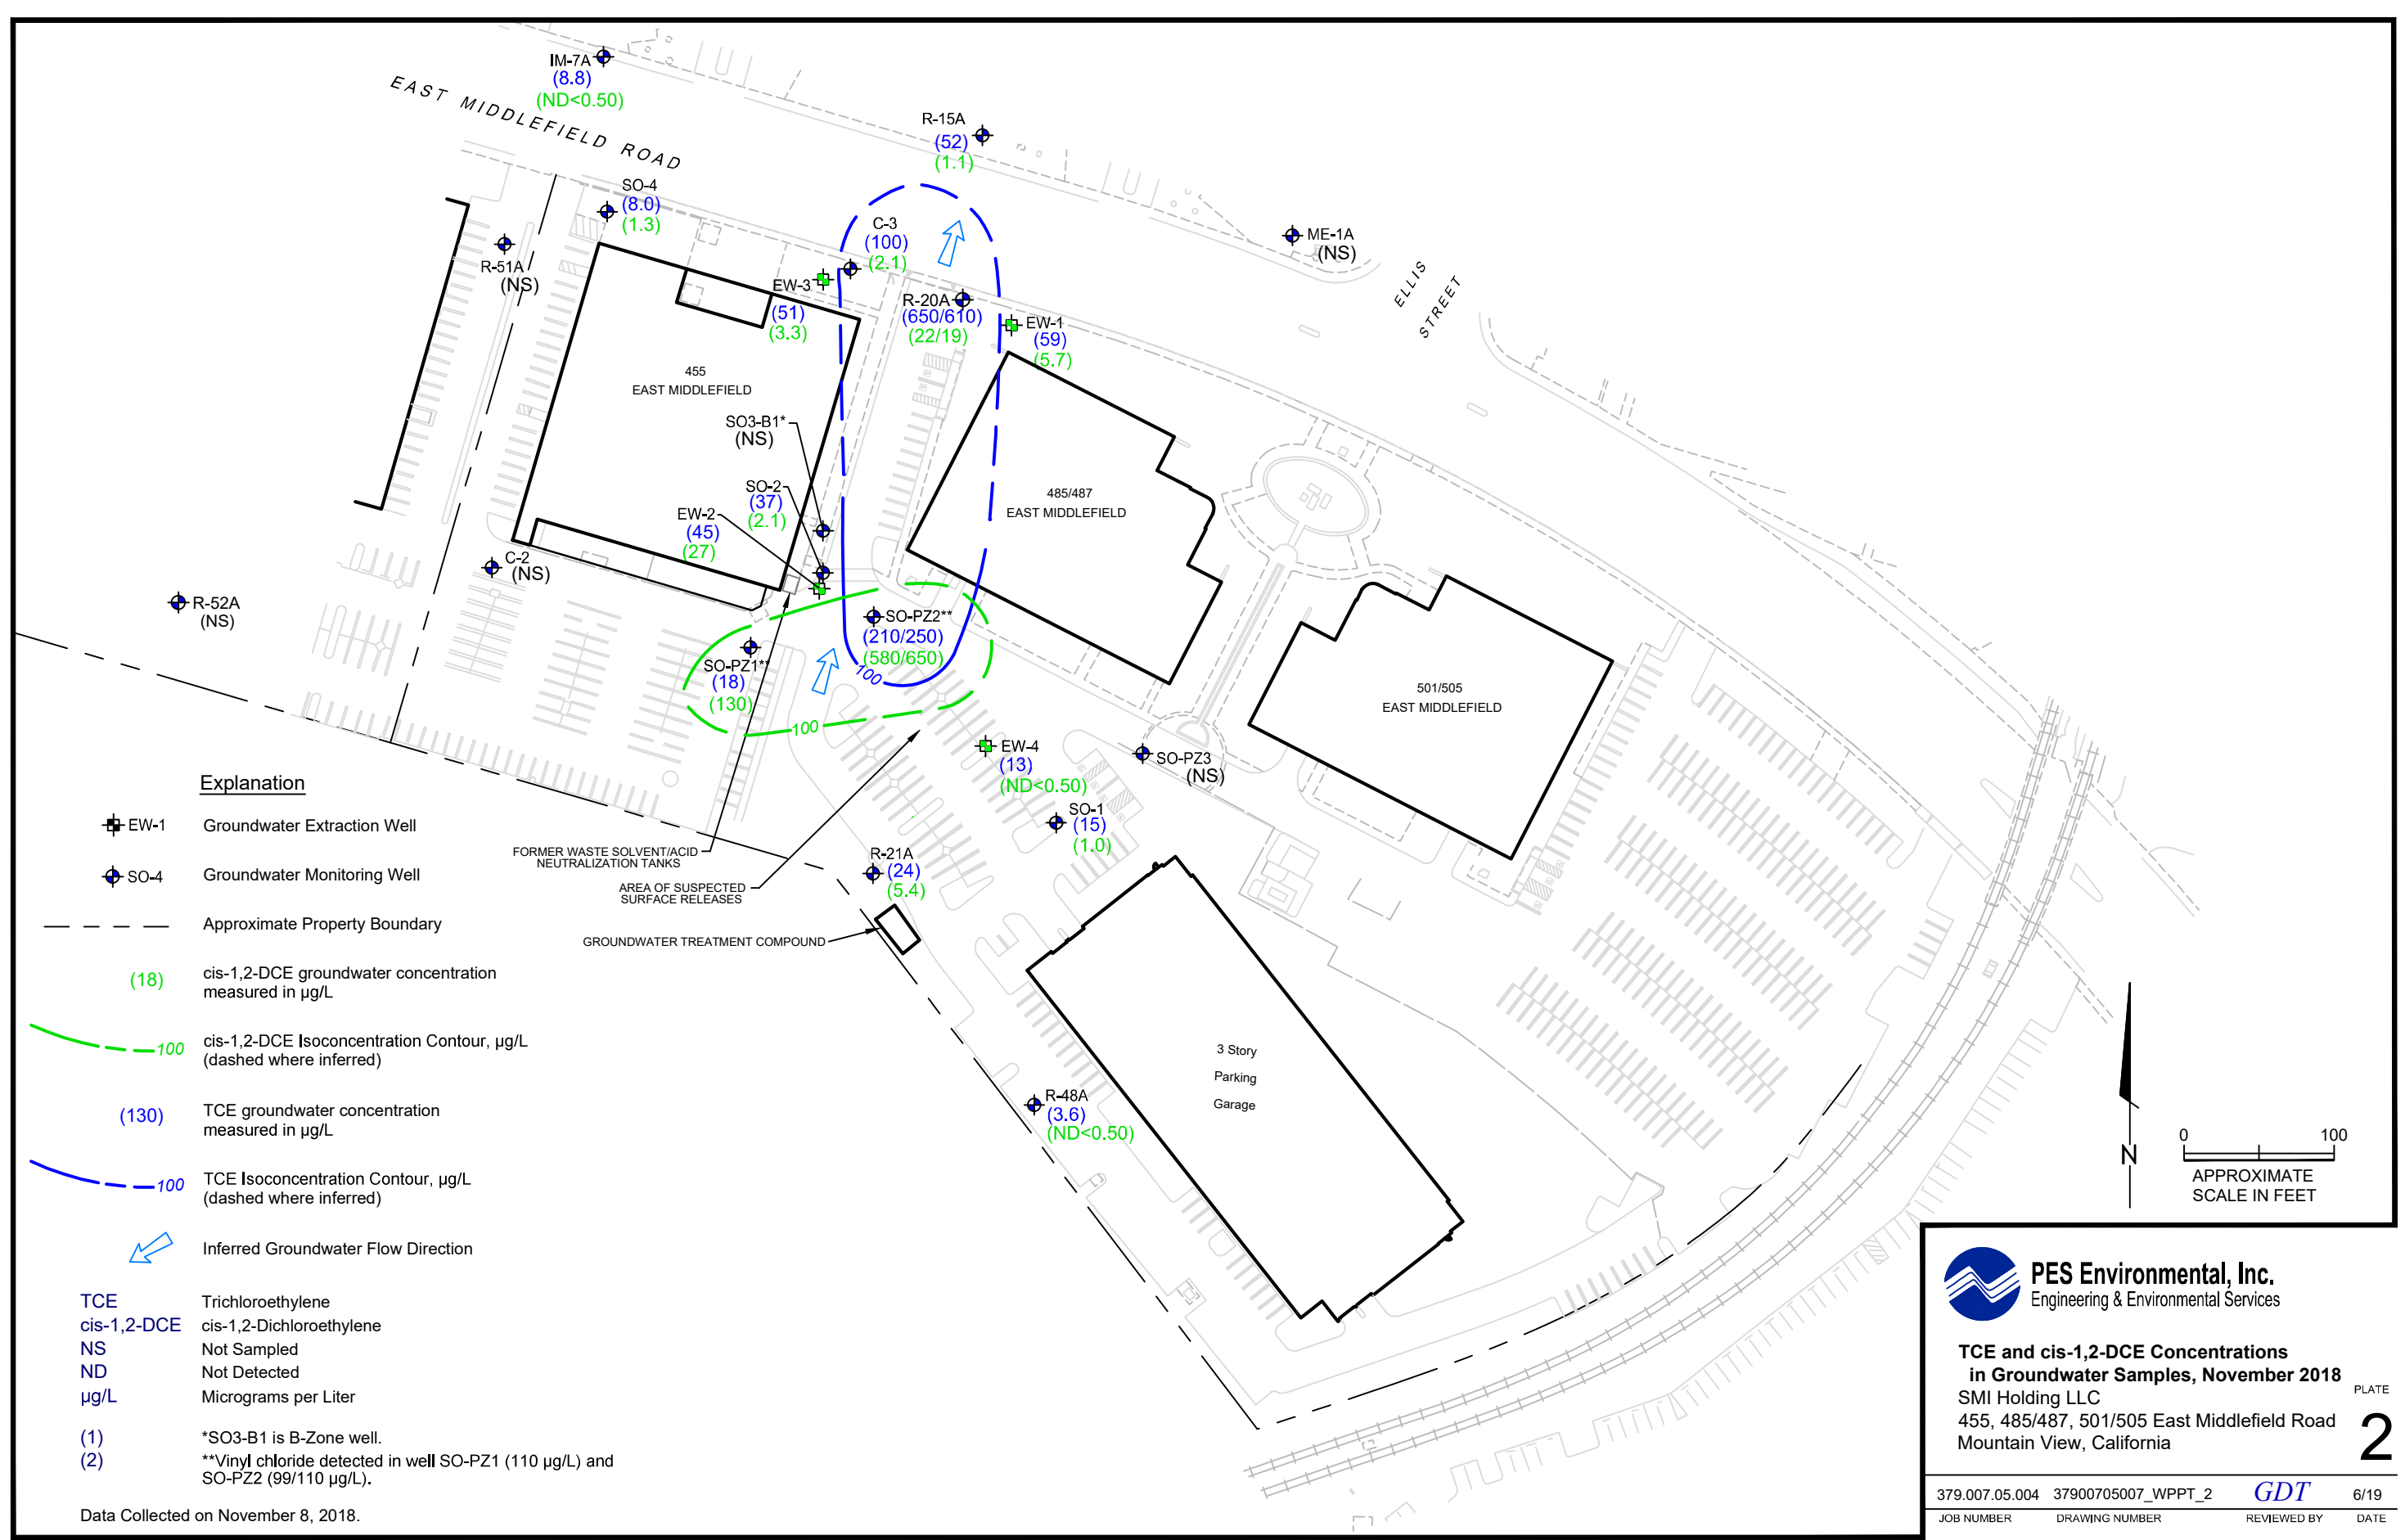 IM-7A
(8.8)
(ND<0.50)
EAST MIDDLEFIELD ROAD
R-15A
(52)
(1.1)
SO-4
(8.0)
(1.3)
R-51A
(NS)
C-3
(100)
(2.1)
EW-3
(51)
(3.3)
R-20A
(650/610)
(22/19)
EW-1
(59)
(5.7)
ME-1A
(NS)
ELLIS
STREET
455
EAST MIDDLEFIELD
SO3-B1*
(NS)
SO-2
(37)
(2.1)
EW-2
(45)
(27)
485/487
EAST MIDDLEFIELD
C-2
(NS)
R-52A
(NS)
SO-PZ2**
(210/250)
(580/650)
100
SO-PZ1**
(18)
(130)
100
501/505
EAST MIDDLEFIELD
EW-4
(13)
(ND<0.50)
SO-PZ3
(NS)
SO-1
(15)
(1.0)
R-21A
(24)
(5.4)
FORMER WASTE SOLVENT/ACID
NEUTRALIZATION TANKS
AREA OF SUSPECTED
SURFACE RELEASES
GROUNDWATER TREATMENT COMPOUND
R-48A
(3.6)
(ND<0.50)
3 Story
Parking
Garage
Explanation
EW-1 Groundwater Extraction Well
SO-4 Groundwater Monitoring Well
Approximate Property Boundary
(18) cis-1,2-DCE groundwater concentration
measured in µg/L
100 cis-1,2-DCE Isoconcentration Contour, µg/L
(dashed where inferred)
(130) TCE groundwater concentration
measured in µg/L
100 TCE Isoconcentration Contour, µg/L
(dashed where inferred)
Inferred Groundwater Flow Direction
TCE Trichloroethylene
cis-1,2-DCE cis-1,2-Dichloroethylene
NS Not Sampled
ND Not Detected
µg/L Micrograms per Liter
(1) *SO3-B1 is B-Zone well.
(2) **Vinyl chloride detected in well SO-PZ1 (110 µg/L) and
SO-PZ2 (99/110 µg/L).
Data Collected on November 8, 2018.
N
0 100
APPROXIMATE
SCALE IN FEET
PES Environmental, Inc.
Engineering & Environmental Services
TCE and cis-1,2-DCE Concentrations
in Groundwater Samples, November 2018
SMI Holding LLC
455, 485/487, 501/505 East Middlefield Road
Mountain View, California
PLATE
2
379.007.05.004 37900705007_WPPT_2 GDT 6/19
JOB NUMBER DRAWING NUMBER REVIEWED BY DATE